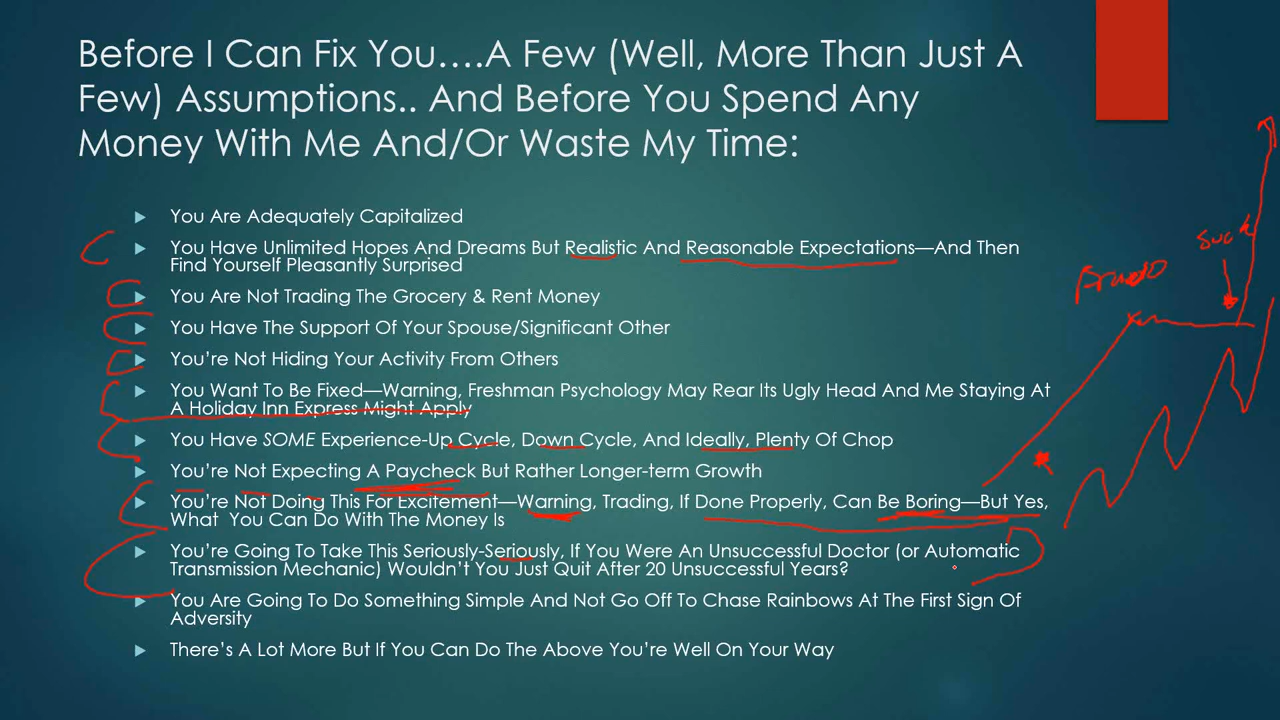 Before I Can Fix You….A Few (Well, More Than Just A
Few) Assumptions.. And Before You Spend Any
Money With Me And/Or Waste My Time:
You Are Adequately Capitalized
You Have Unlimited Hopes And Dreams But Realistic And Reasonable Expectations—And Then
Find Yourself Pleasantly Surprised
You Are Not Trading The Grocery & Rent Money
You Have The Support Of Your Spouse/Significant Other
You're Not Hiding Your Activity From Others
You Want To Be Fixed—Warning, Freshman Psychology May Rear Its Ugly Head And Me Staying At
A Holiday Inn Express Might Apply
You Have SOME Experience-Up Cycle, Down Cycle, And Ideally, Plenty Of Chop
You're Not Expecting A Paycheck But Rather Longer-term Growth
You're Not Doing This For Excitement—Warning, Trading, If Done Properly, Can Be Boring—But Yes,
What You Can Do With The Money Is
You're Going To Take This Seriously-Seriously, If You Were An Unsuccessful Doctor (or Automatic
Transmission Mechanic) Wouldn't You Just Quit After 20 Unsuccessful Years?
You Are Going To Do Something Simple And Not Go Off To Chase Rainbows At The First Sign Of
Adversity
There's A Lot More But If You Can Do The Above You're Well On Your Way